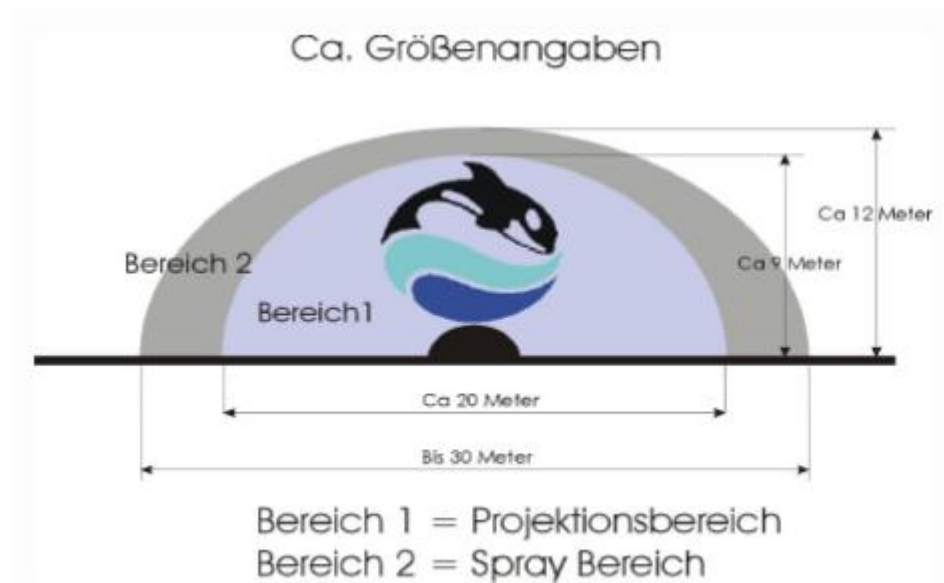 Ca. Größenangaben
Ca 12 Meter
Bereich 2
Ca 9 Meter
Bereich1
Ca 20 Meter
Bis 30 Meter
Bereich 1 = Projektionsbereich
Bereich 2 = Spray Bereich